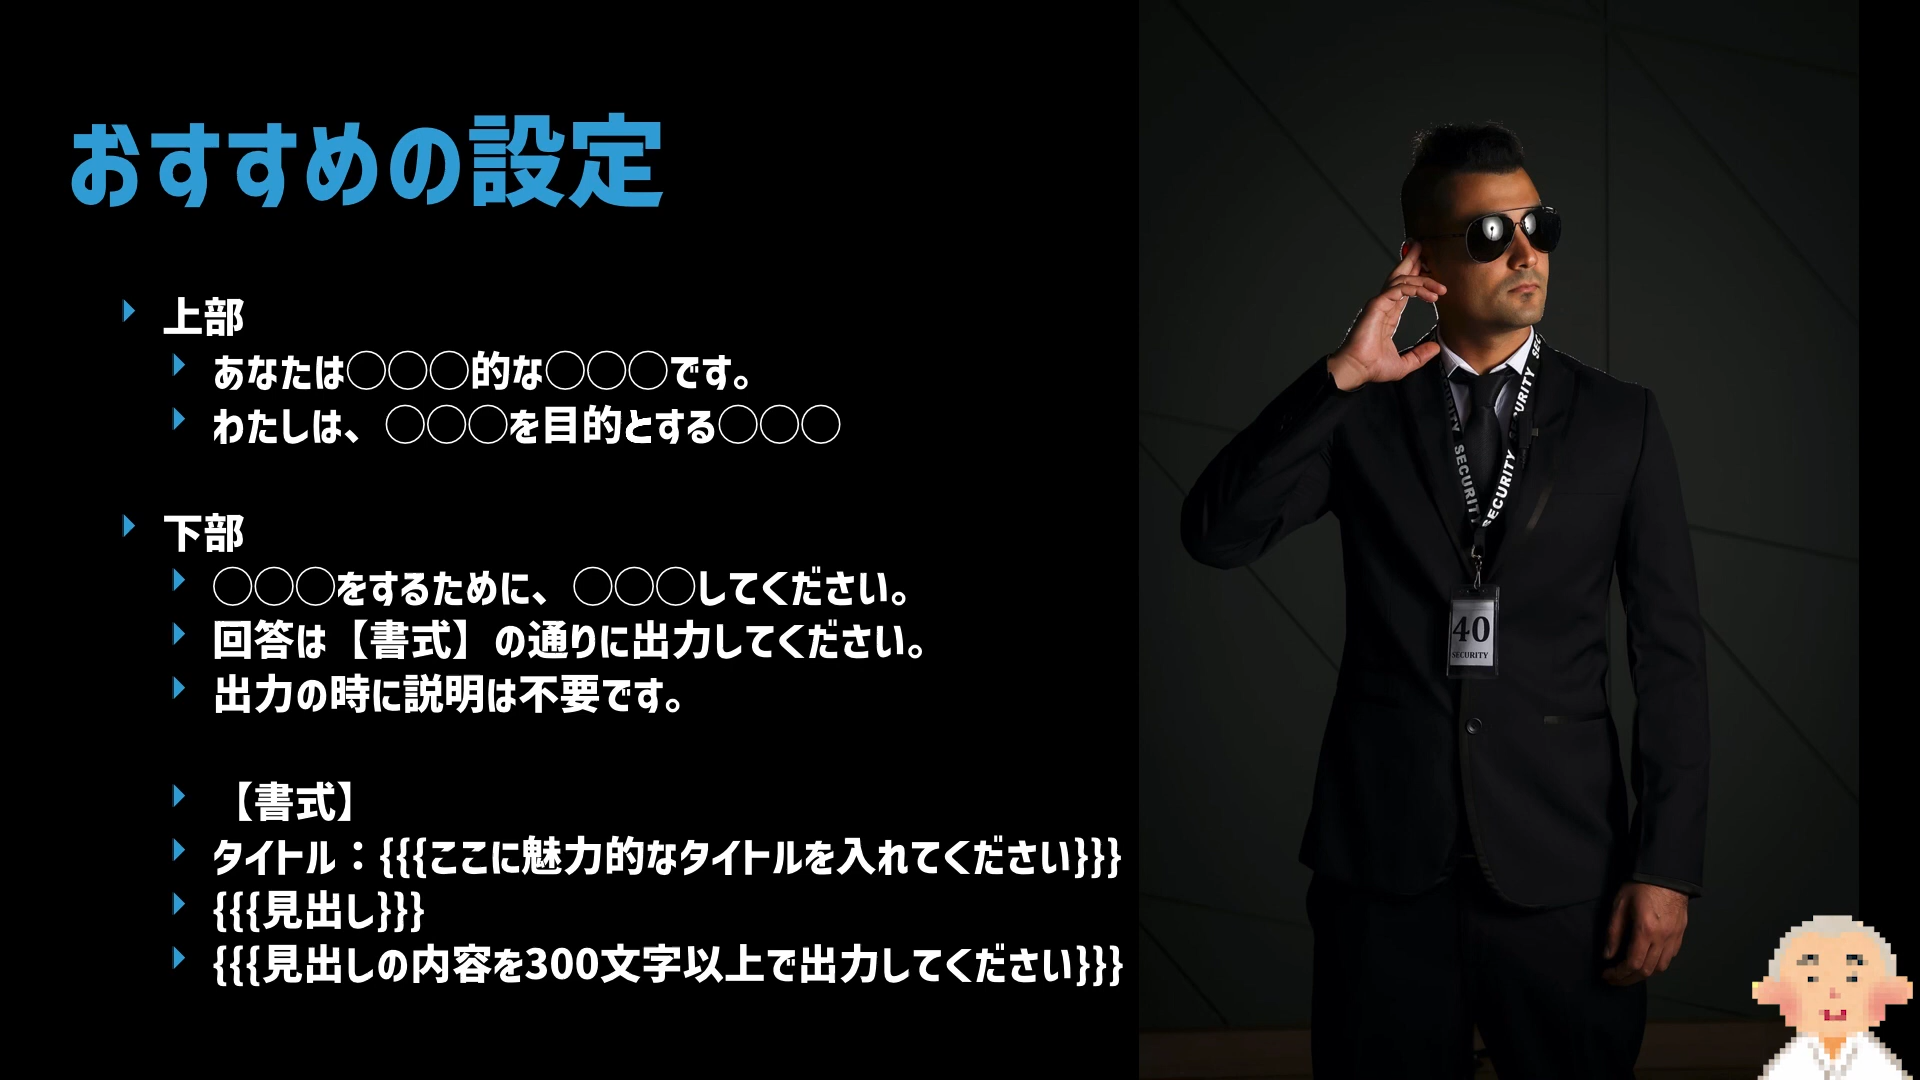 おすすめの設定
上部
あなたは◯◯◯的な◯◯◯です。
わたしは、◯◯◯を目的とする◯◯◯
下部
◯◯◯をするために、◯◯◯してください。
回答は【書式】の通りに出力してください。
出力の時に説明は不要です。
【書式】
タイトル：{{{ここに魅力的なタイトルを入れてください}}}
{{{見出し}}}
{{{見出しの内容を300文字以上で出力してください}}}
SECURITY
SECURITY
SECURITY
40
SECURITY